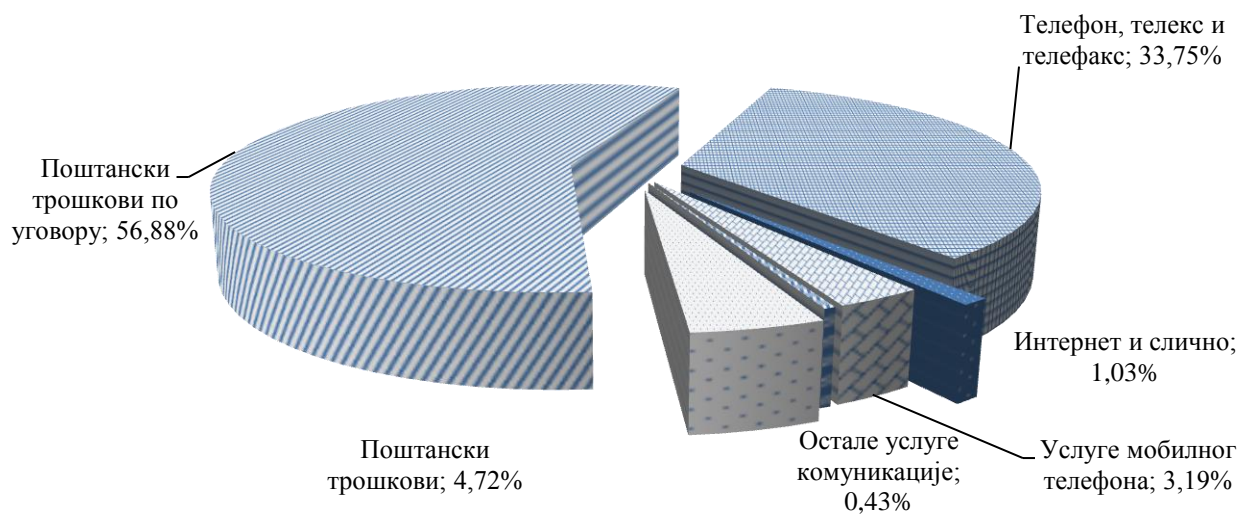 Телефон, телекс и
телефакс; 33,75%
Поштански
трошкови по
уговору; 56,88%
Интернет и слично;
1,03%
Поштански
трошкови; 4,72%
Остале услуге
комуникације;
0,43%
Услуге мобилног
телефона; 3,19%